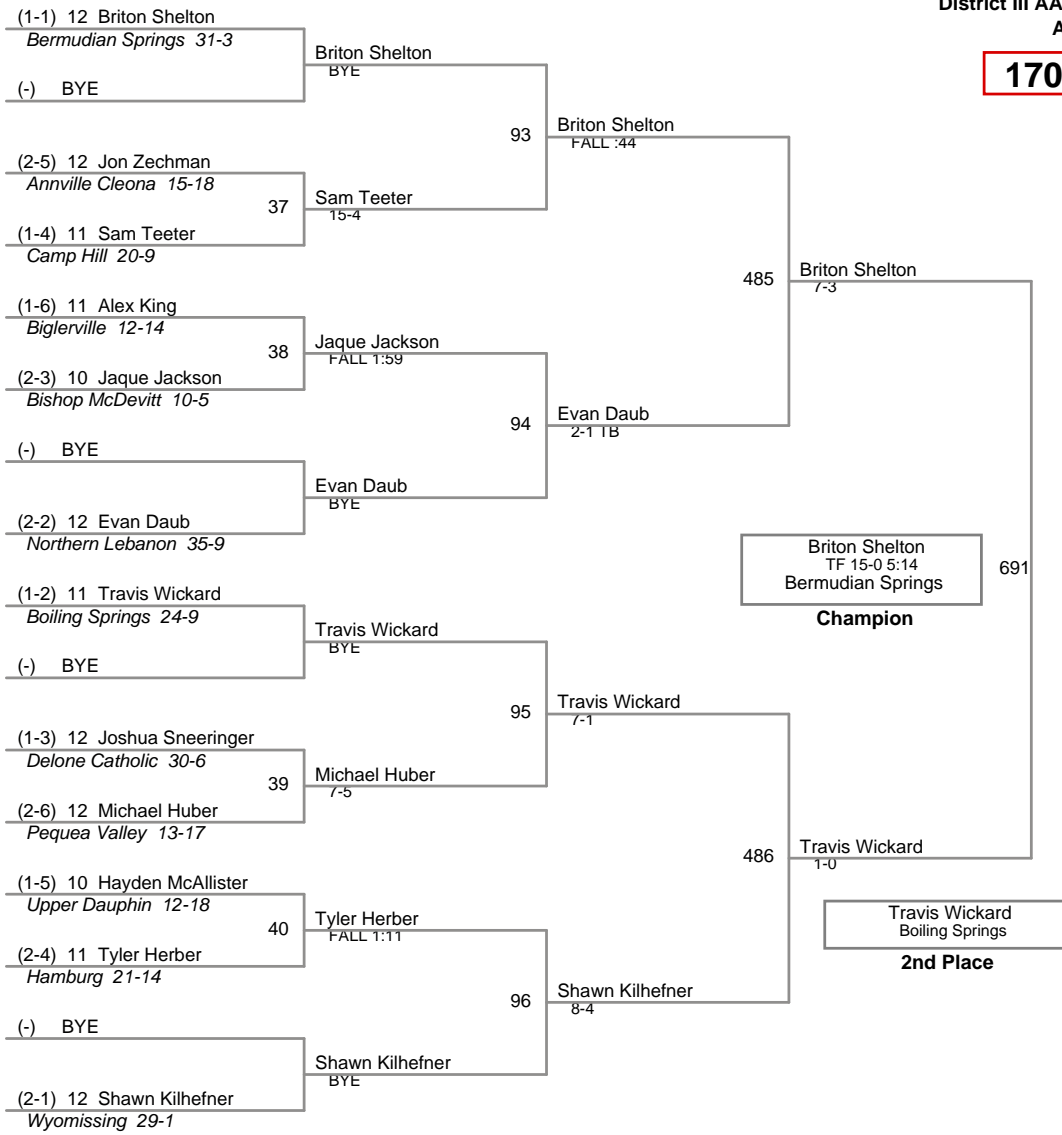 District III AA
A
170
(1-1) 12 Briton Shelton
Bermudian Springs 31-3
Briton Shelton
BYE
(-) BYE
93
Briton Shelton
FALL :44
(2-5) 12 Jon Zechman
Annville Cleona 15-18
37
Sam Teeter
15-4
(1-4) 11 Sam Teeter
Camp Hill 20-9
485
Briton Shelton
7-3
(1-6) 11 Alex King
Biglerville 12-14
38
Jaque Jackson
FALL 1:59
(2-3) 10 Jaque Jackson
Bishop McDevitt 10-5
94
Evan Daub
2-1 TB
(-) BYE
Evan Daub
BYE
(2-2) 12 Evan Daub
Northern Lebanon 35-9
Briton Shelton
TF 15-0 5:14
Bermudian Springs
691
Champion
(1-2) 11 Travis Wickard
Boiling Springs 24-9
Travis Wickard
BYE
(-) BYE
95
Travis Wickard
7-1
(1-3) 12 Joshua Sneeringer
Delone Catholic 30-6
39
Michael Huber
7-5
(2-6) 12 Michael Huber
Pequea Valley 13-17
486
Travis Wickard
1-0
(1-5) 10 Hayden McAllister
Upper Dauphin 12-18
40
Tyler Herber
FALL 1:11
Travis Wickard
Boiling Springs
2nd Place
(2-4) 11 Tyler Herber
Hamburg 21-14
96
Shawn Kilhefner
8-4
(-) BYE
Shawn Kilhefner
BYE
(2-1) 12 Shawn Kilhefner
Wyomissing 29-1